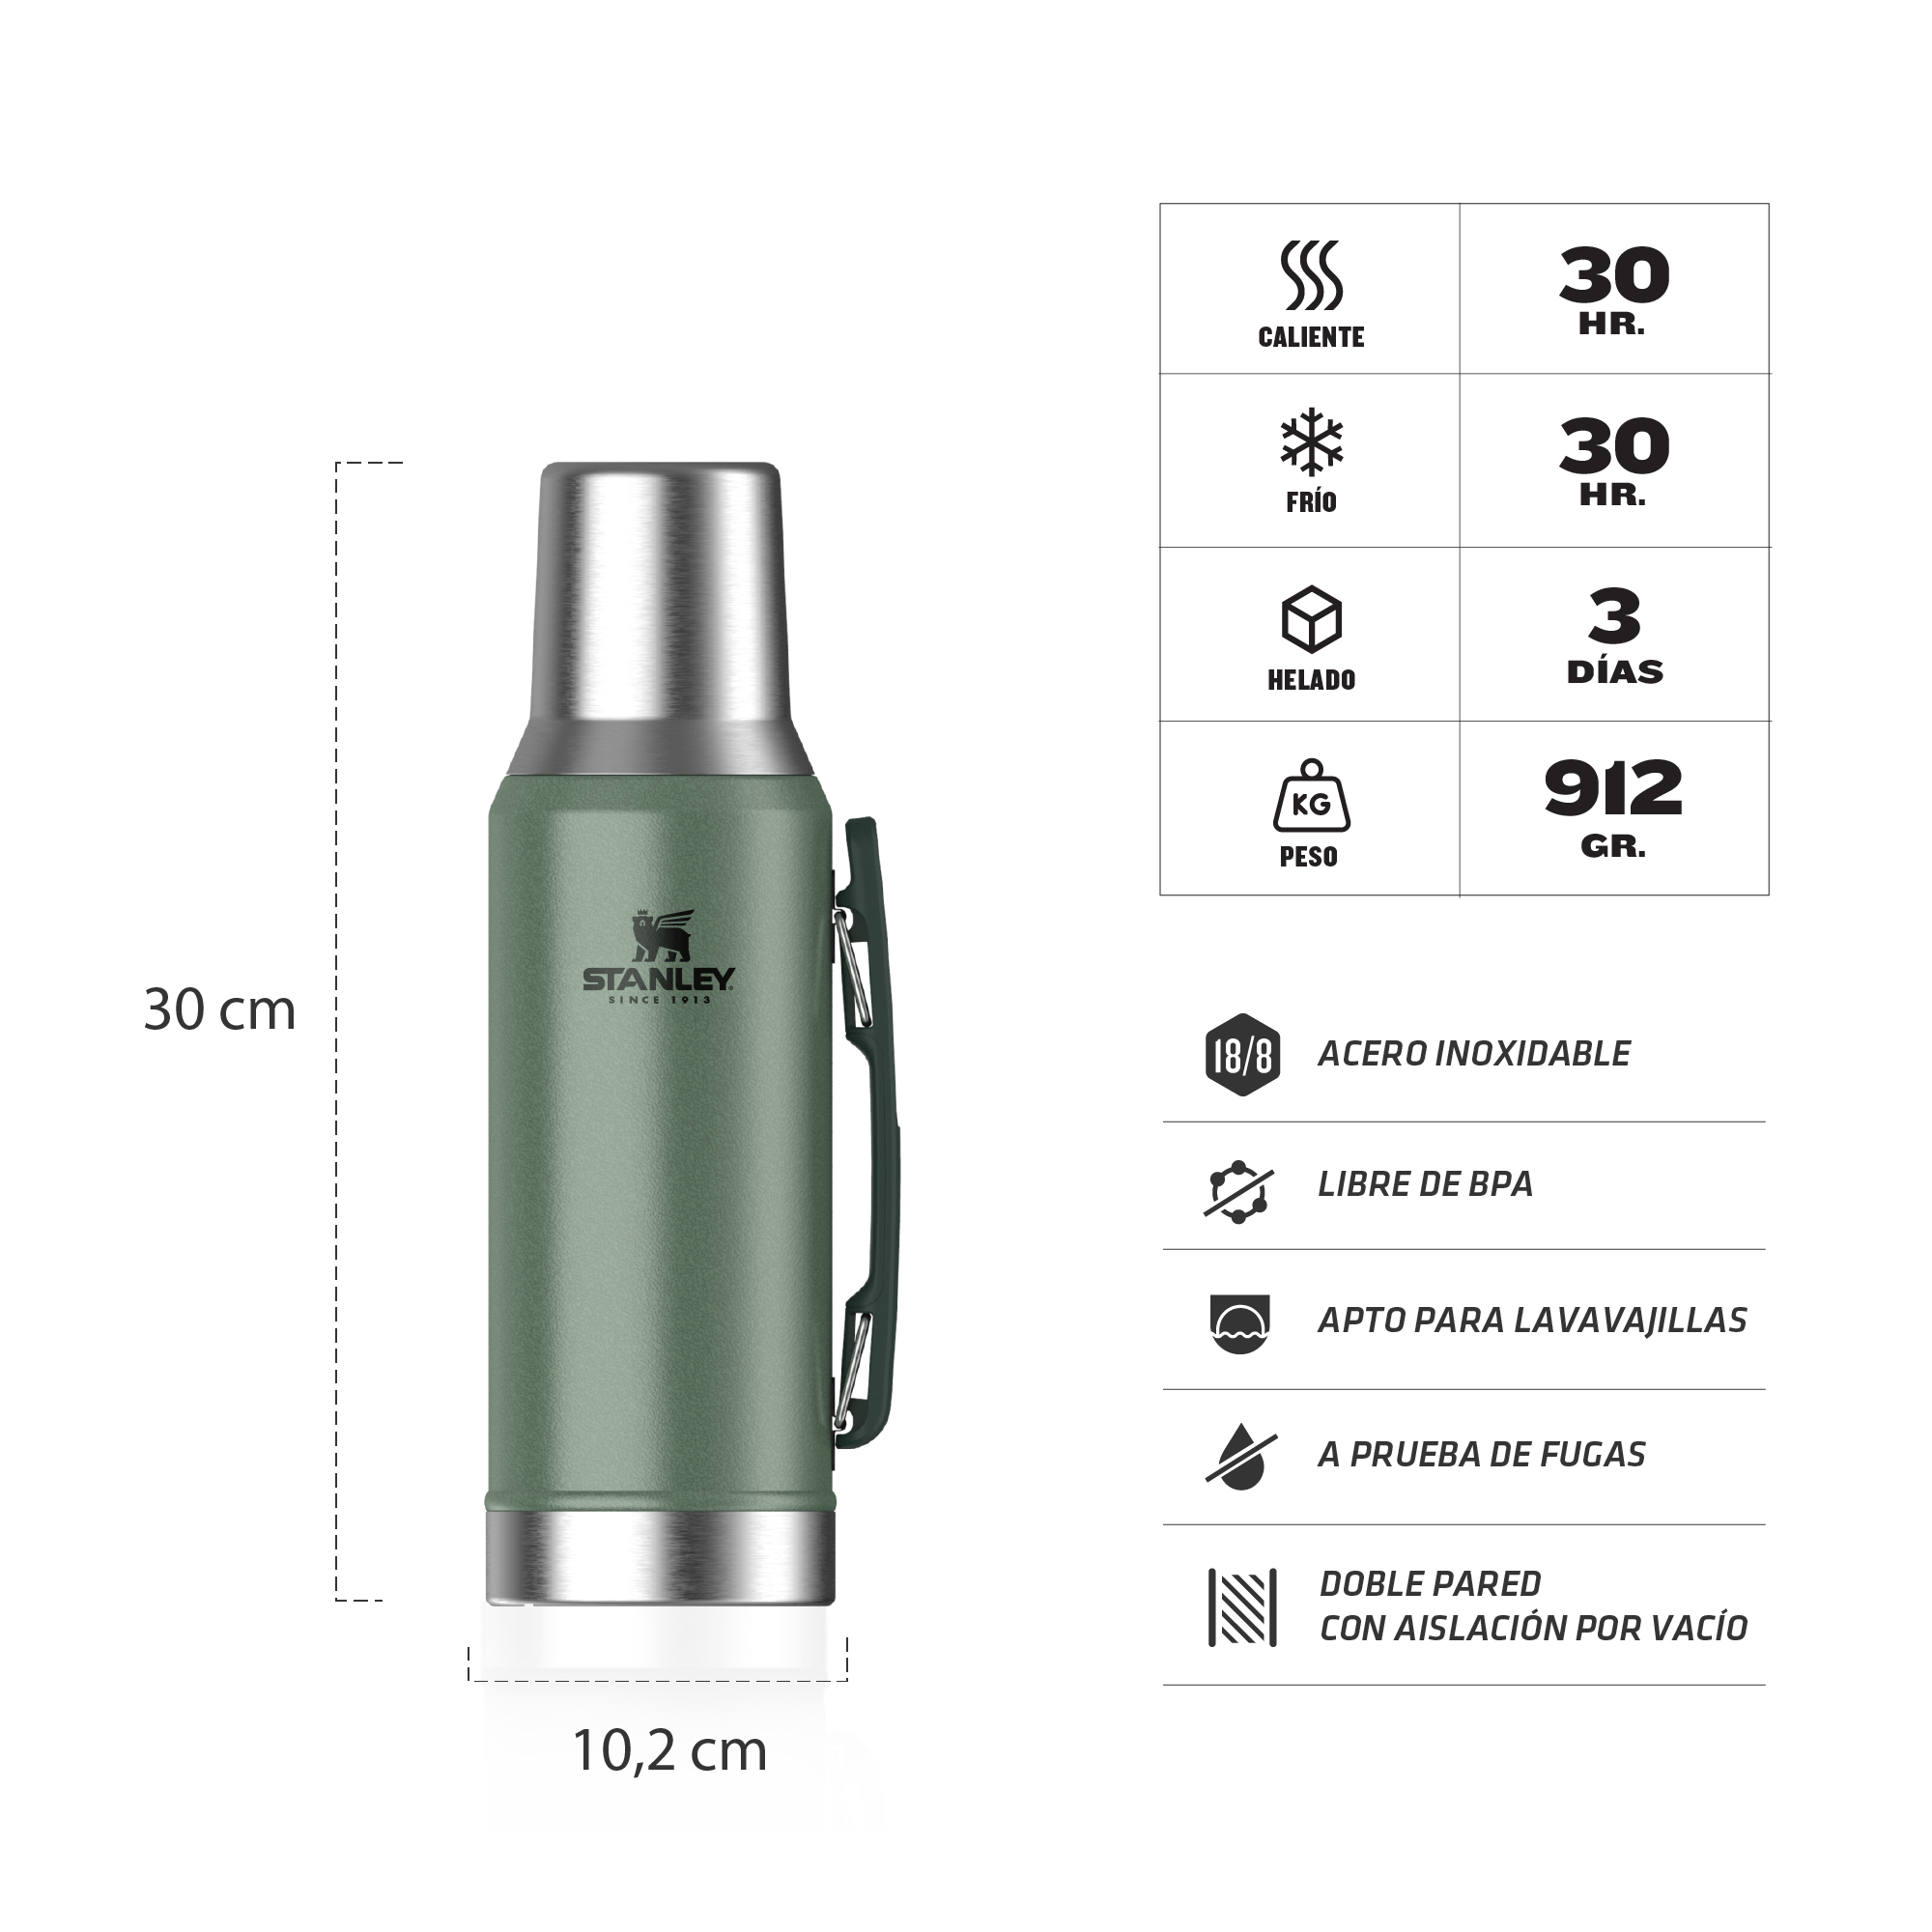 CALIENTE
30
HR.
FRÍO
30
HR.
HELADO
3
DÍAS
KG
PESO
912
GR.
STANLEY®
SINCE 1913
30 cm
10,2 cm
18/8 ACERO INOXIDABLE
LIBRE DE BPA
APTO PARA LAVAVAJILLAS
A PRUEBA DE FUGAS
DOBLE PARED
CON AISLACIÓN POR VACÍO